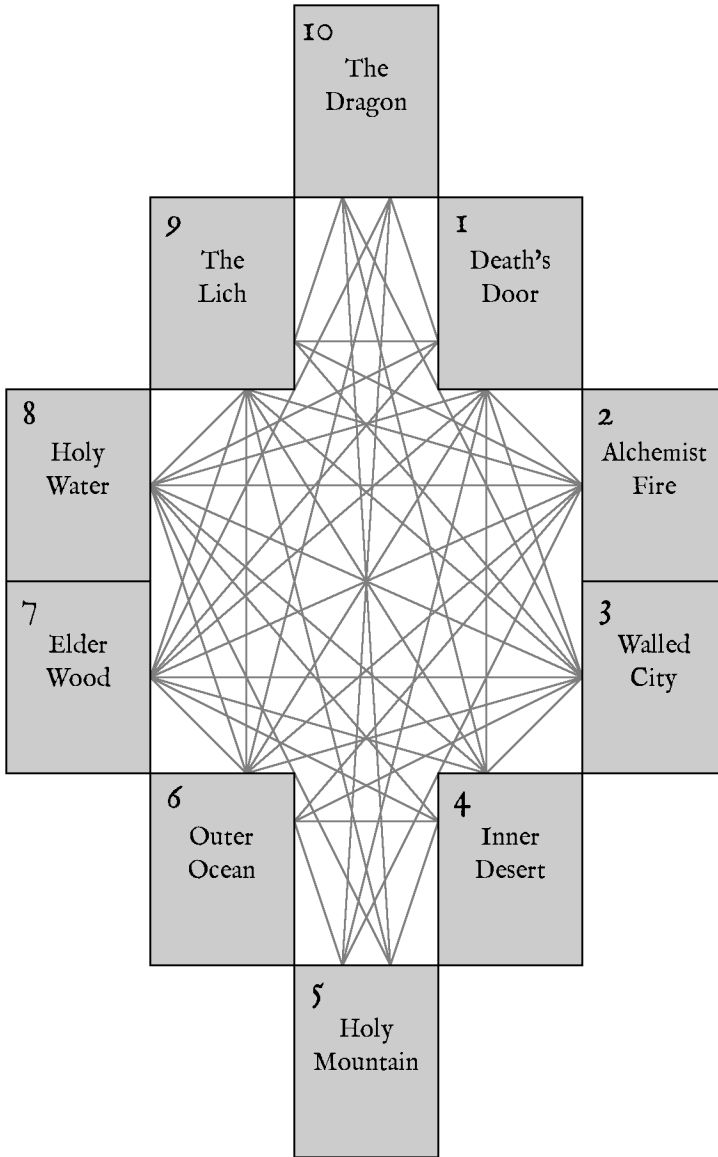 10
The
Dragon
9
The
Lich
1
Death's
Door
8
Holy
Water
2
Alchemist
Fire
7
Elder
Wood
3
Walled
City
6
Outer
Ocean
4
Inner
Desert
5
Holy
Mountain